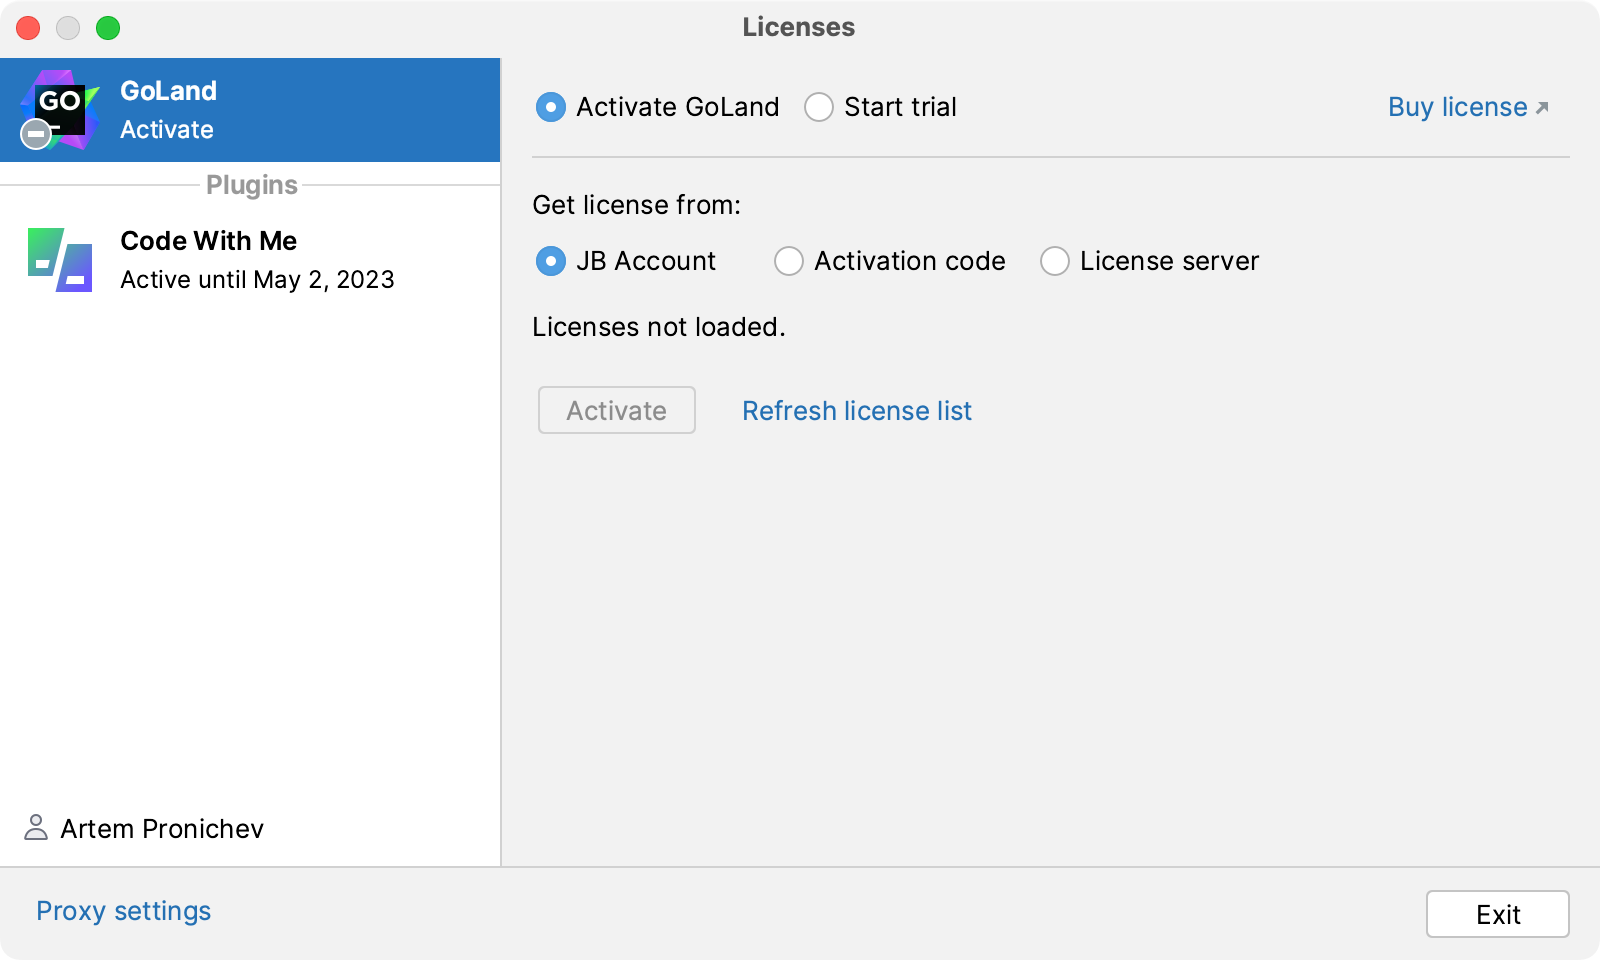 Licenses
GO
GoLand
Activate
Plugins
Code With Me
Active until May 2, 2023
Artem Pronichev
Activate GoLand Start trial Buy license
Get license from:
JB Account Activation code License server
Licenses not loaded.
Activate Refresh license list
Proxy settings Exit